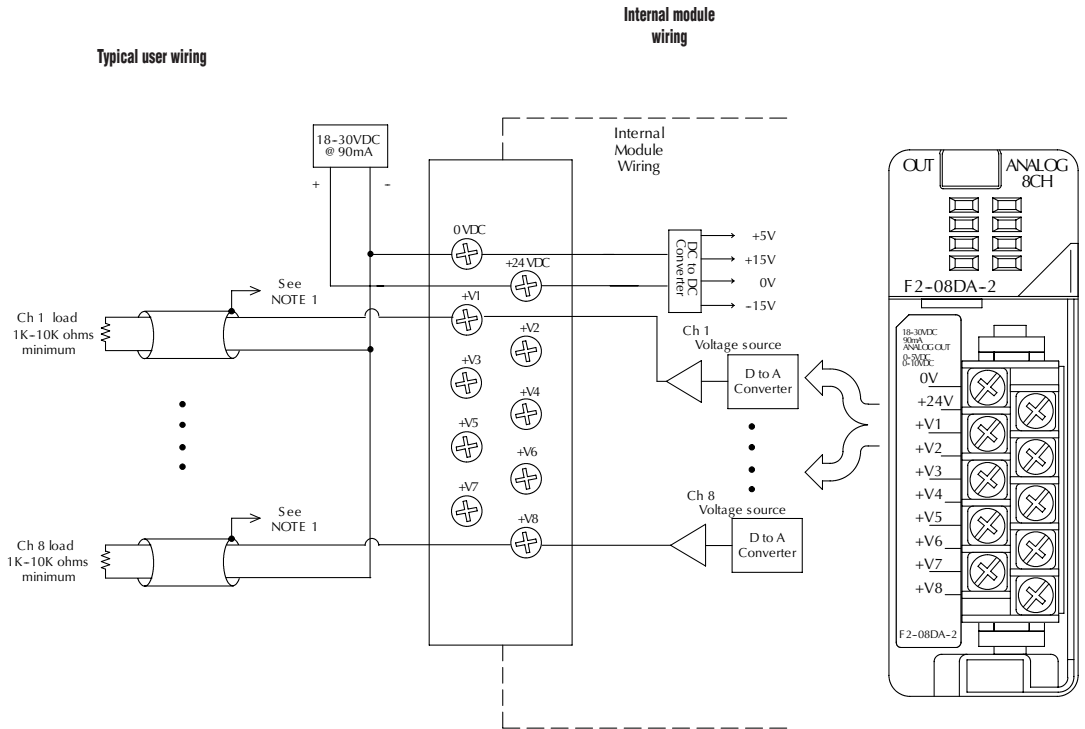 Internal module
wiring
Typical user wiring
18-30VDC
@ 90mA
+
-
Internal
Module
Wiring
0 VDC
+24 VDC
DC to DC
Converter
+5V
+15V
0V
-15V
See
NOTE 1
Ch 1 load
1K-10K ohms
minimum
+V1
+V2
+V3
+V4
+V5
+V6
+V7
+V8
Ch 1
Voltage source
D to A
Converter
Ch 8
Voltage source
D to A
Converter
See
NOTE 1
Ch 8 load
1K-10K ohms
minimum
OUT
ANALOG
8CH
F2-08DA-2
18-30VDC
90mA
ANALOG OUT
0-5VDC
0-10VDC
0V
+24V
+V1
+V2
+V3
+V4
+V5
+V6
+V7
+V8
F2-08DA-2